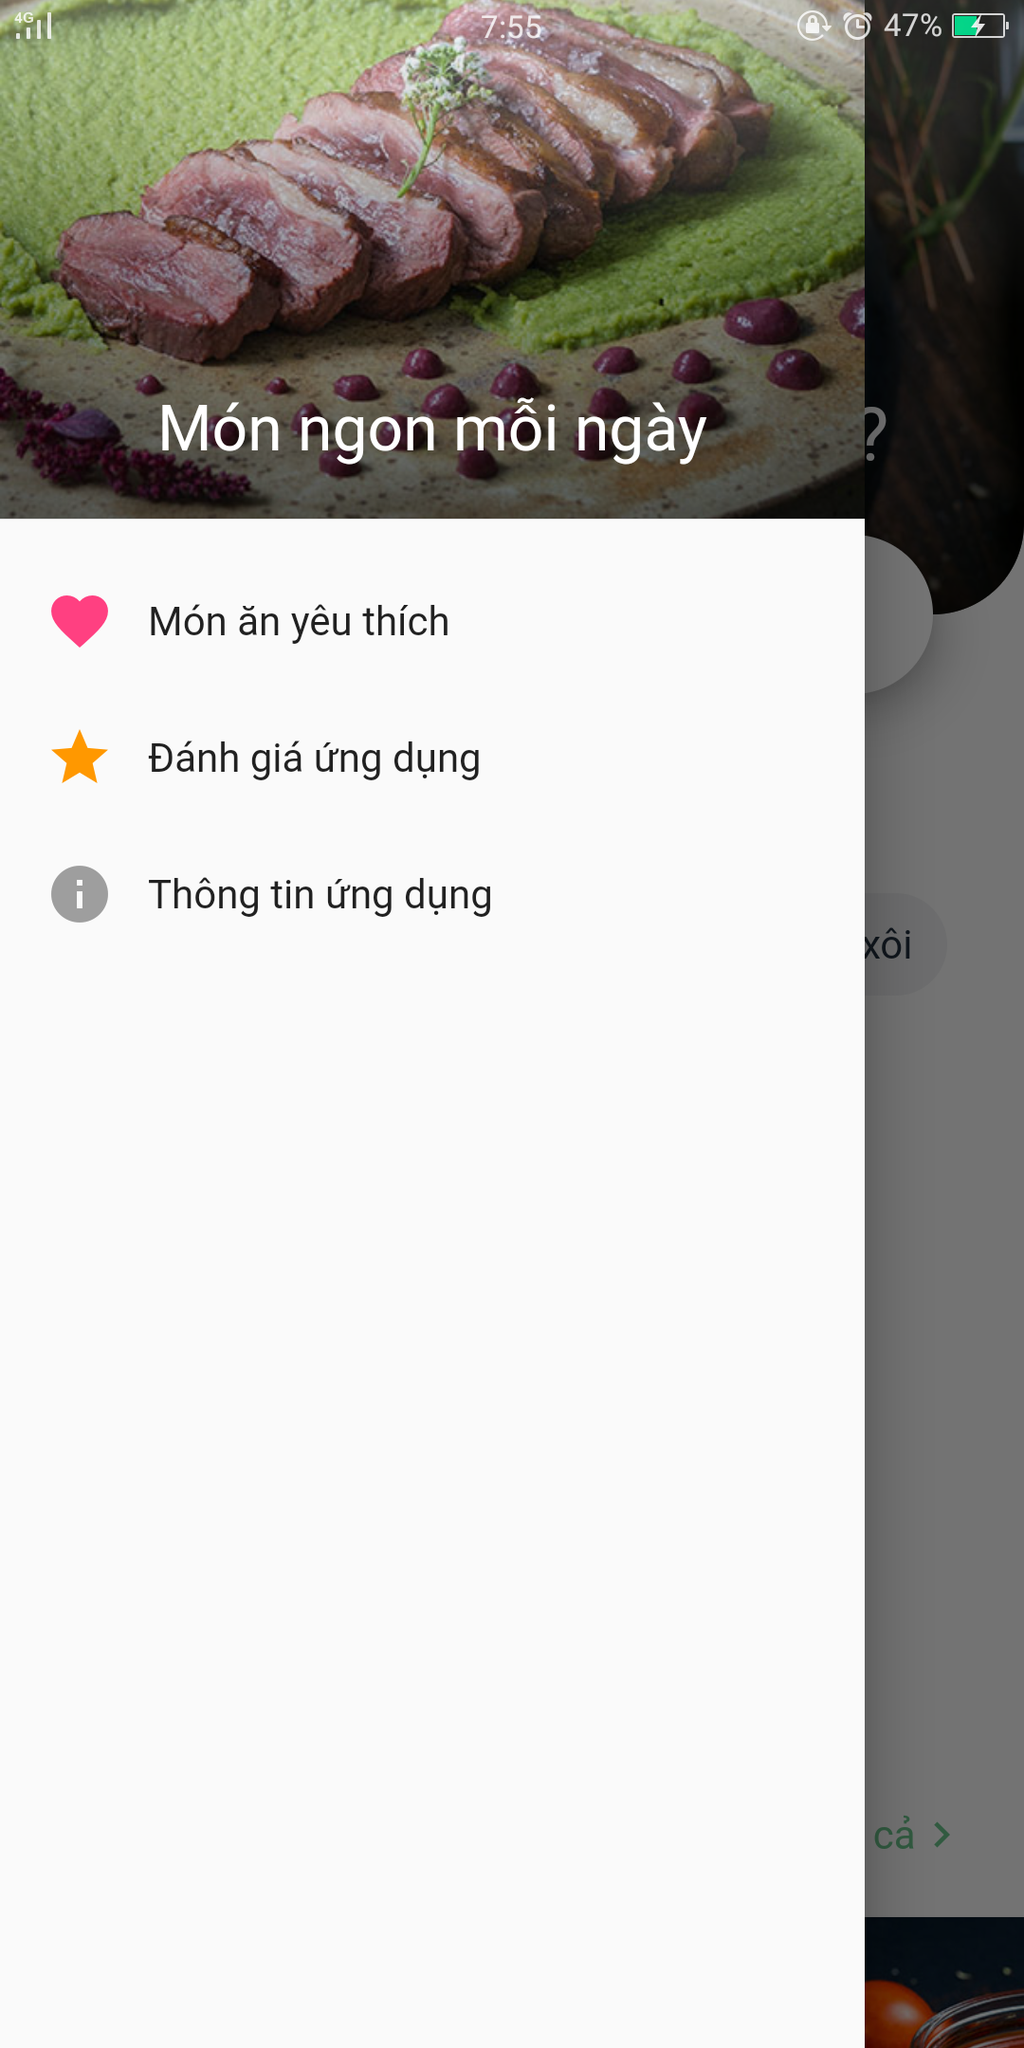 4G
7:55
47%
Món ngon mỗi ngày
?
Món ăn yêu thích
Đánh giá ứng dụng
Thông tin ứng dụng
xôi
cả